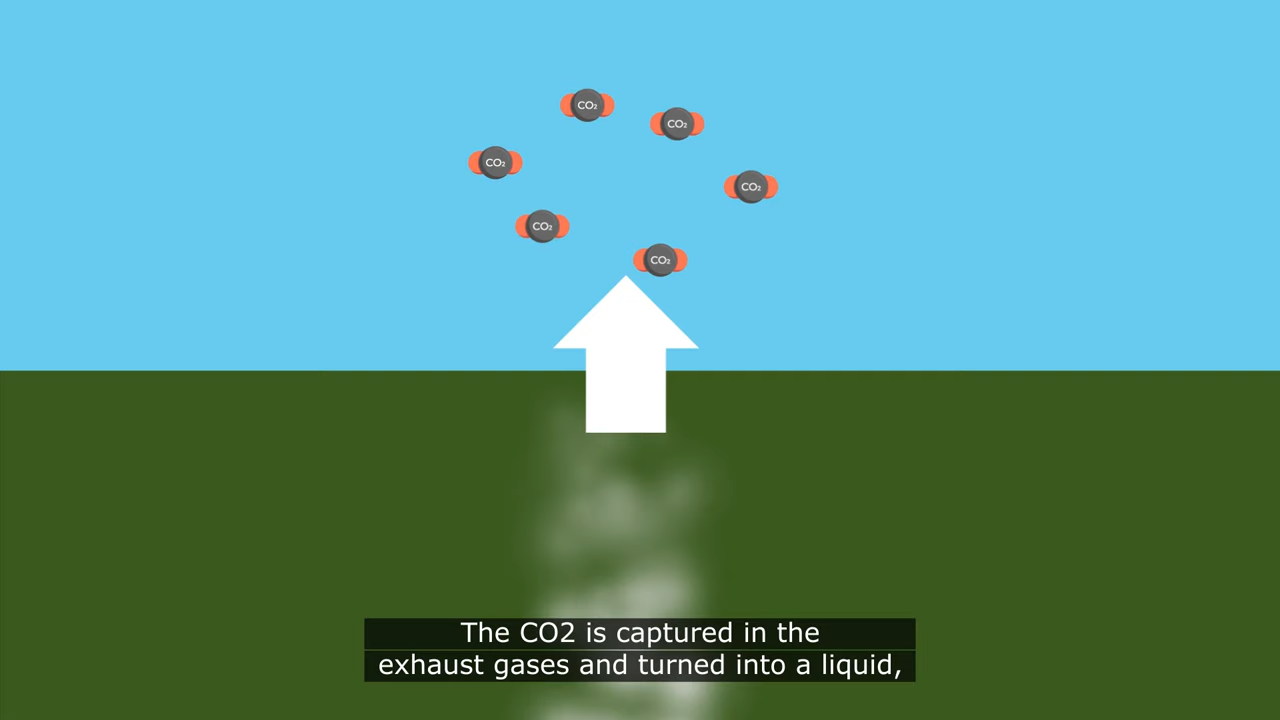 CO₂
CO₂
CO₂
CO₂
CO₂
CO₂
The CO2 is captured in the
exhaust gases and turned into a liquid,